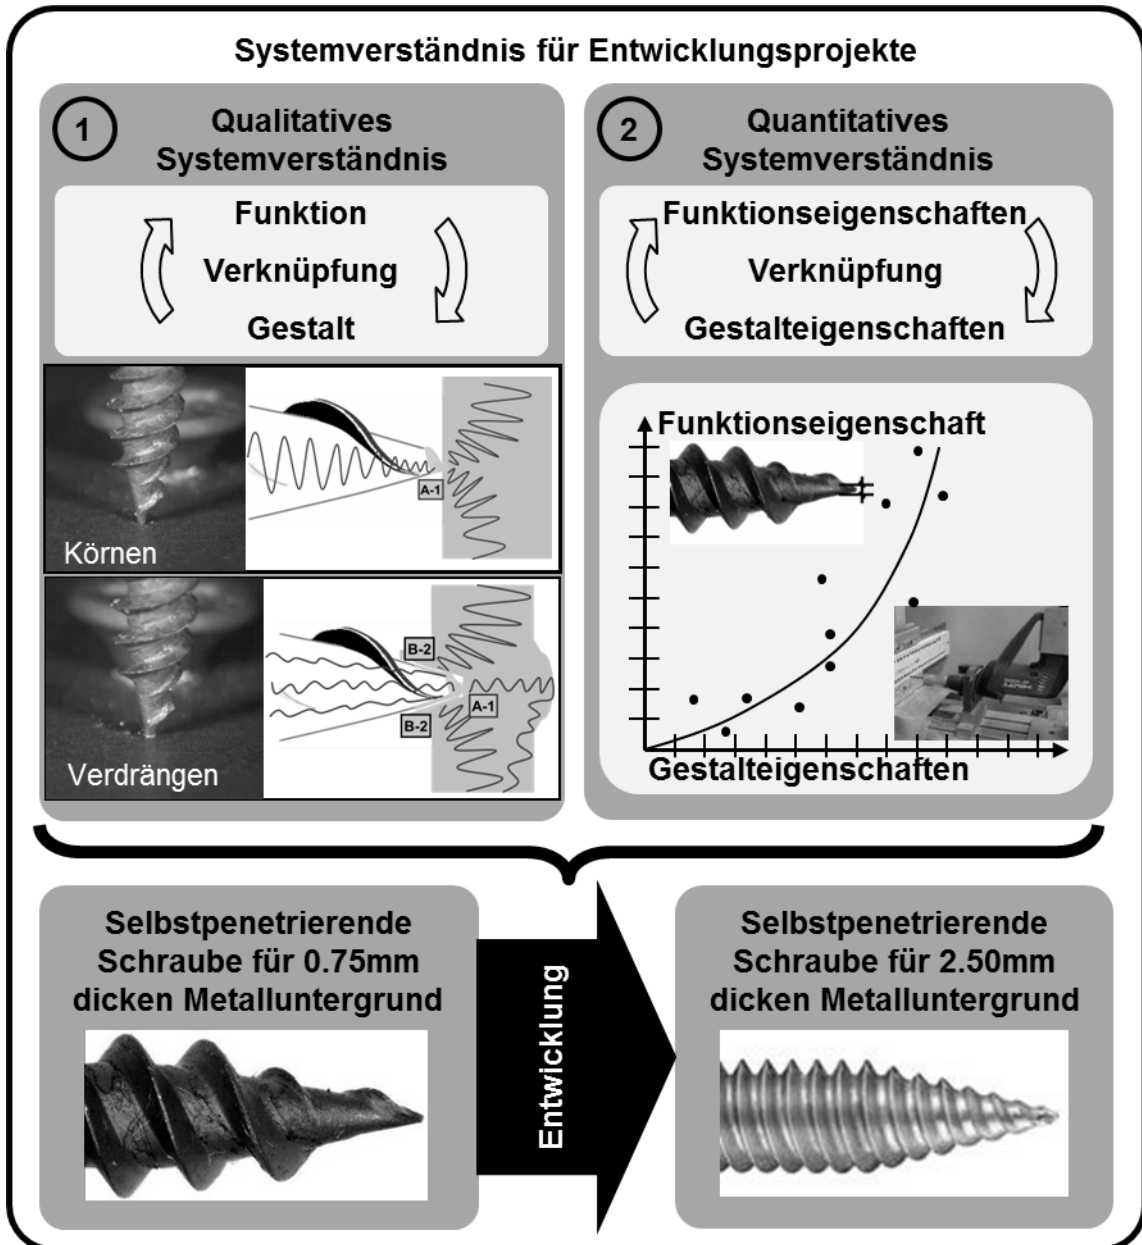 Systemverständnis für Entwicklungsprojekte
1
Qualitatives
Systemverständnis
Funktion
Verknüpfung
Gestalt
Körnen
A-1
Verdrängen
B-2
A-1
B-2
2
Quantitatives
Systemverständnis
Funktionseigenschaften
Verknüpfung
Gestalteigenschaften
Funktionseigenschaft
Gestalteigenschaften
Selbstpenetrierende
Schraube für 0.75mm
dicken Metalluntergrund
Entwicklung
Selbstpenetrierende
Schraube für 2.50mm
dicken Metalluntergrund